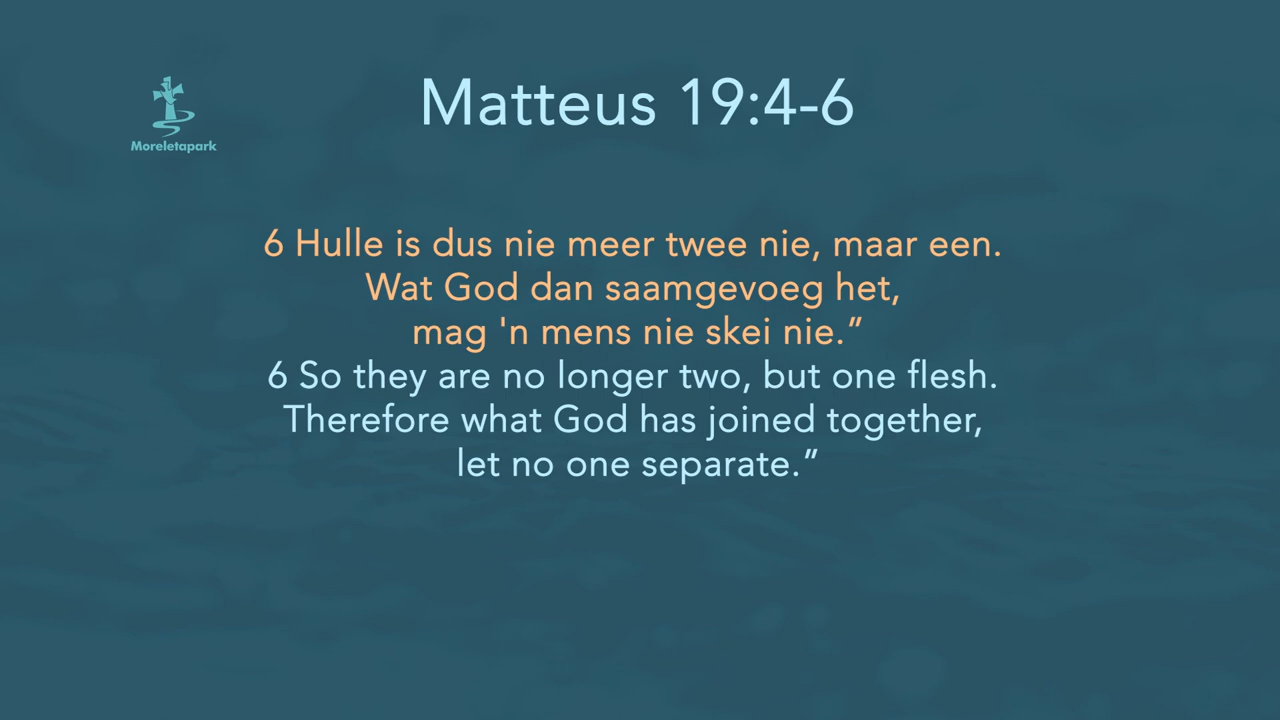 Matteus 19:4-6
Moreletapark
6 Hulle is dus nie meer twee nie, maar een.
Wat God dan saamgevoeg het,
mag 'n mens nie skei nie.”
6 So they are no longer two, but one flesh.
Therefore what God has joined together,
let no one separate.”